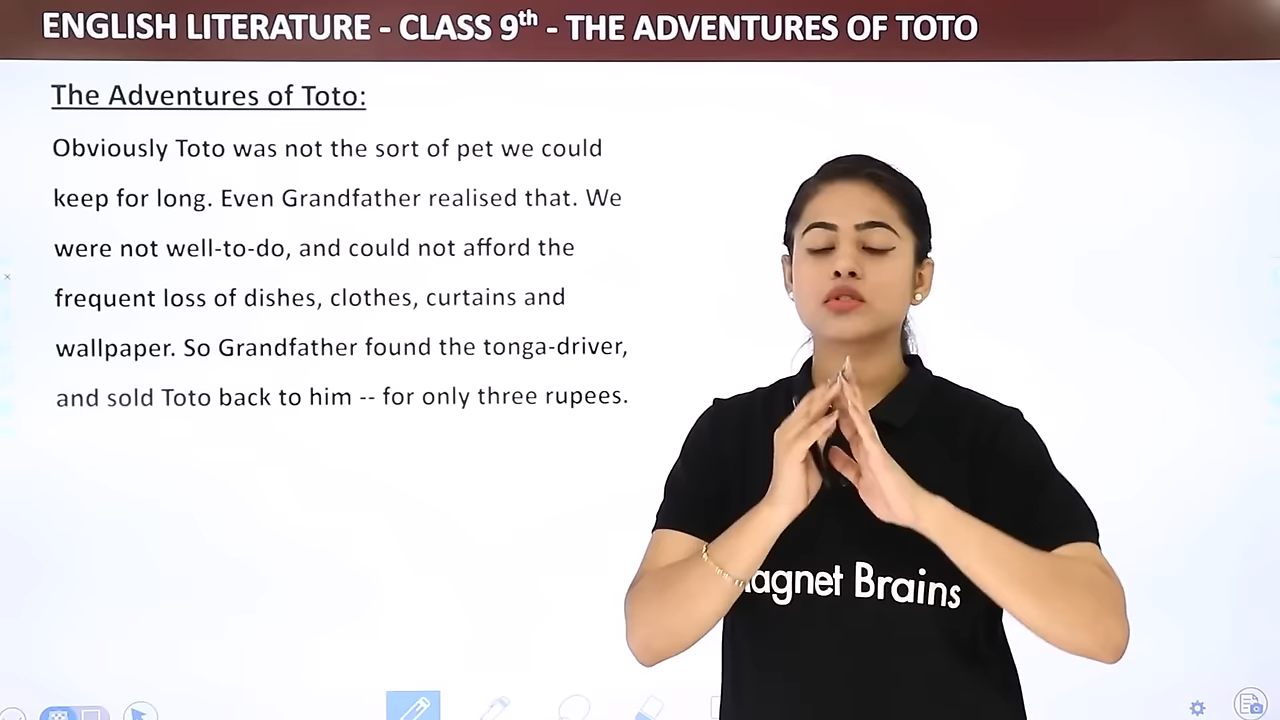 ENGLISH LITERATURE - CLASS 9th - THE ADVENTURES OF TOTO
The Adventures of Toto:
Obviously Toto was not the sort of pet we could
keep for long. Even Grandfather realised that. We
were not well-to-do, and could not afford the
frequent loss of dishes, clothes, curtains and
wallpaper. So Grandfather found the tonga-driver,
and sold Toto back to him -- for only three rupees.
agnet Brains